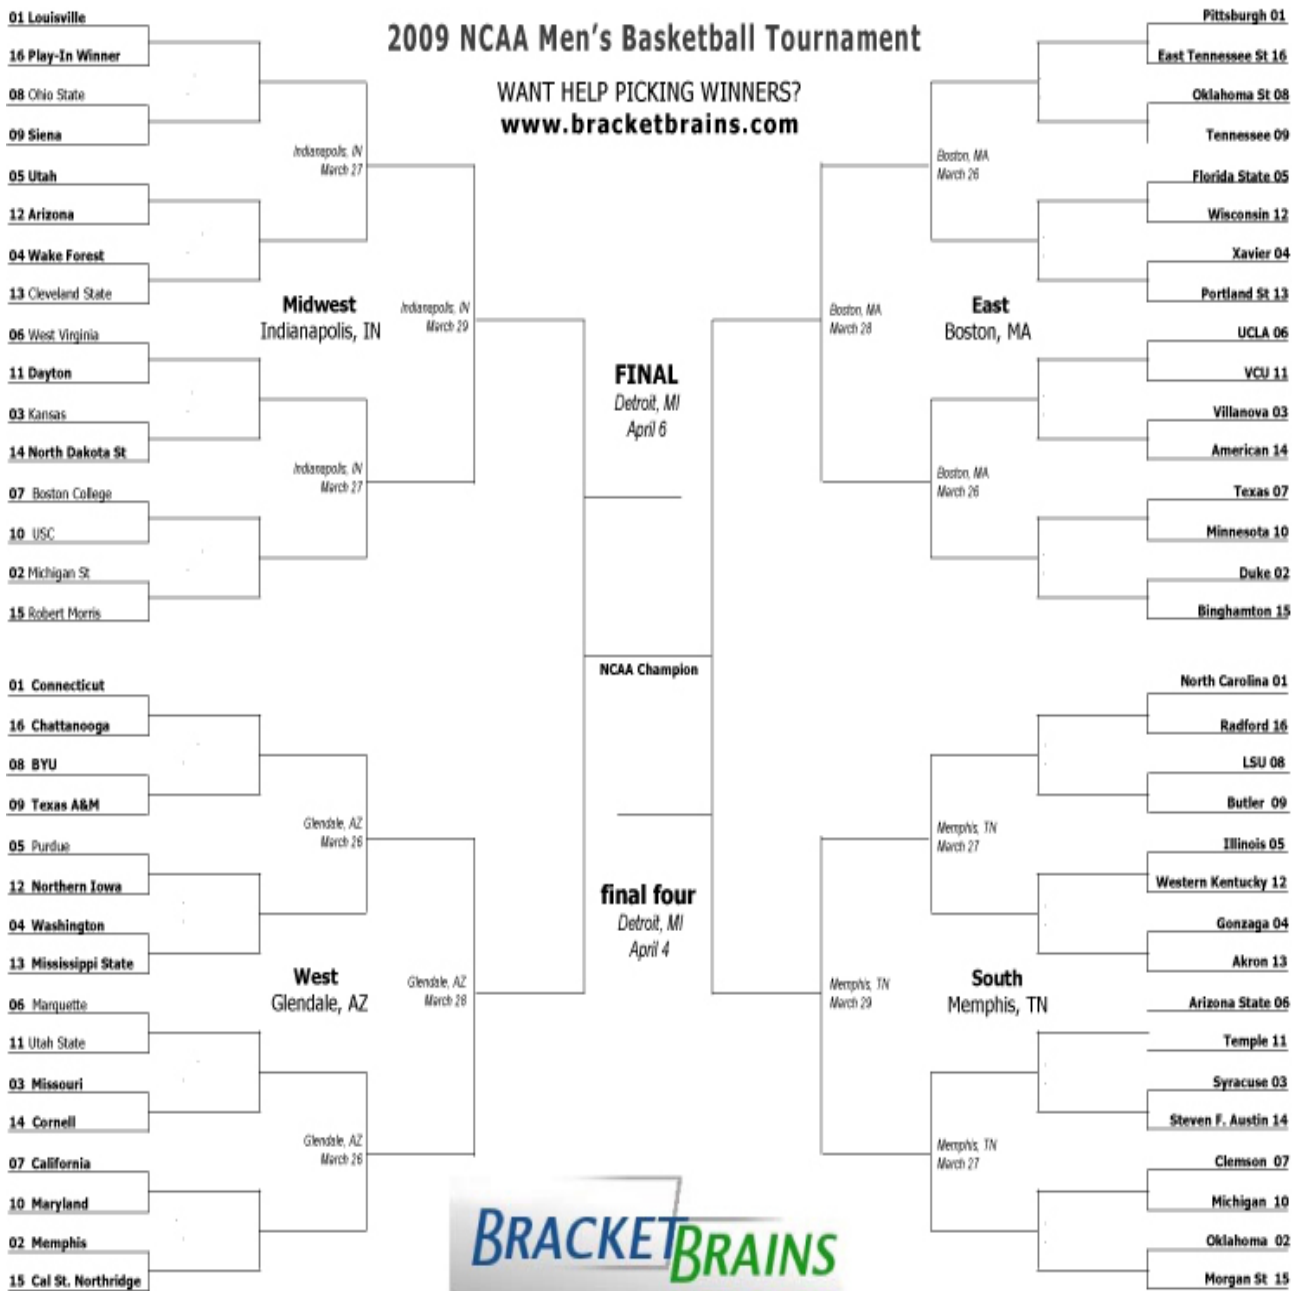 2009 NCAA Men's Basketball Tournament
WANT HELP PICKING WINNERS?
www.bracketbrains.com
01 Louisville
16 Play-In Winner
08 Ohio State
09 Siena
05 Utah
12 Arizona
04 Wake Forest
13 Cleveland State
06 West Virginia
11 Dayton
03 Kansas
14 North Dakota St
07 Boston College
10 USC
02 Michigan St
15 Robert Morris
Indianapolis, IN
March 27
Midwest
Indianapolis, IN
Indianapolis, IN
March 29
Indianapolis, IN
March 27
01 Connecticut
16 Chattanooga
08 BYU
09 Texas A&M
05 Purdue
12 Northern Iowa
04 Washington
13 Mississippi State
06 Marquette
11 Utah State
03 Missouri
14 Cornell
07 California
10 Maryland
02 Memphis
15 Cal St. Northridge
Glendale, AZ
March 26
West
Glendale, AZ
Glendale, AZ
March 28
Glendale, AZ
March 26
FINAL
Detroit, MI
April 6
NCAA Champion
final four
Detroit, MI
April 4
Pittsburgh 01
East Tennessee St 16
Oklahoma St 08
Tennessee 09
Florida State 05
Wisconsin 12
Xavier 04
Portland St 13
UCLA 06
VCU 11
Villanova 03
American 14
Texas 07
Minnesota 10
Duke 02
Binghamton 15
Boston, MA
March 26
Boston, MA
March 28
East
Boston, MA
Boston, MA
March 26
North Carolina 01
Radford 16
LSU 08
Butler 09
Illinois 05
Western Kentucky 12
Gonzaga 04
Akron 13
Arizona State 06
Temple 11
Syracuse 03
Steven F. Austin 14
Clemson 07
Michigan 10
Oklahoma 02
Morgan St 15
Memphis, TN
March 27
Memphis, TN
March 29
South
Memphis, TN
Memphis, TN
March 27
BRACKETBRAINS